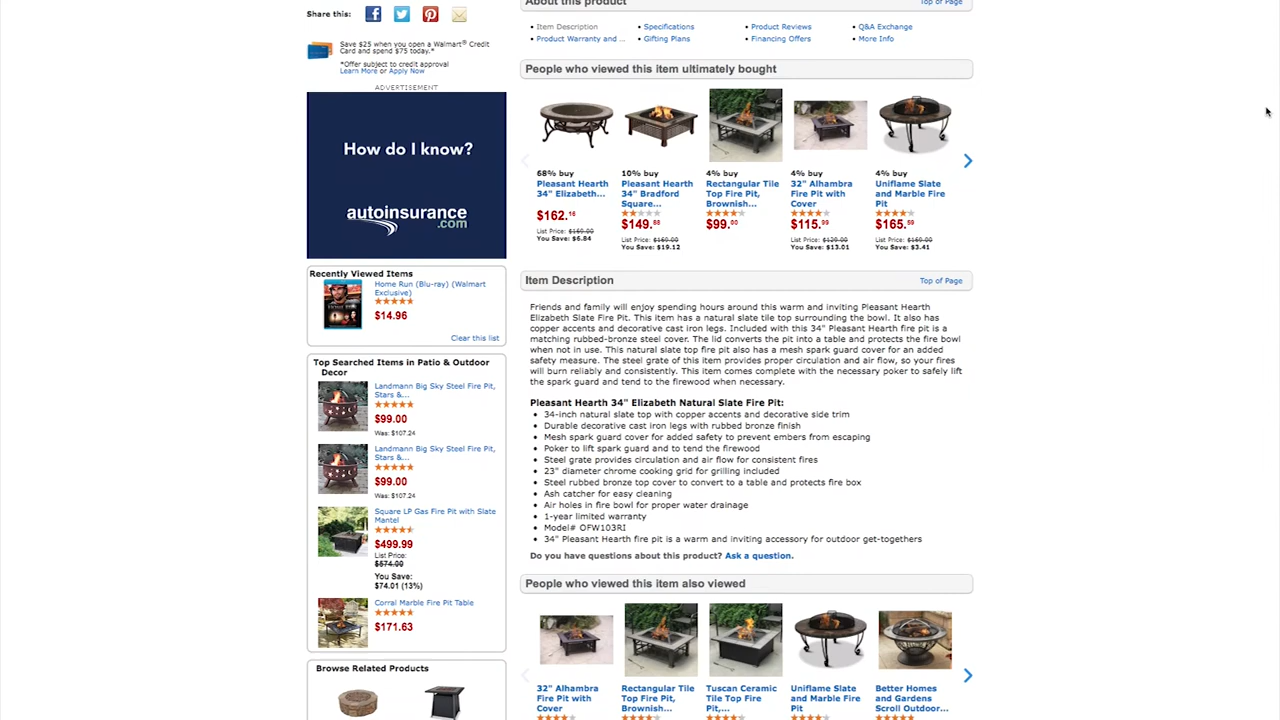 Share this:
Save $25 when you open a Walmart® Credit
Card and spend $75 today.*
*Offer subject to credit approval
Learn More or Apply Now
ADVERTISEMENT
How do I know?
autoinsurance
.com
Recently Viewed Items
Home Run (Blu-ray) (Walmart
Exclusive)
$14.96
Clear this list
Top Searched Items in Patio & Outdoor
Decor
Landmann Big Sky Steel Fire Pit,
Stars &...
$99.00
Was: $107.24
Landmann Big Sky Steel Fire Pit,
Stars &...
$99.00
Was: $107.24
Square LP Gas Fire Pit with Slate
Mantel
$499.99
List Price:
$574.00
You Save:
$74.01 (13%)
Corral Marble Fire Pit Table
$171.63
Browse Related Products
About this product
Top of Page
• Item Description • Specifications • Product Reviews • Q&A Exchange
• Product Warranty and ... • Gifting Plans • Financing Offers • More Info
People who viewed this item ultimately bought
68% buy
Pleasant Hearth
34" Elizabeth...
$162.16
List Price: $169.00
You Save: $6.84
10% buy
Pleasant Hearth
34" Bradford
Square...
$149.88
List Price: $169.00
You Save: $19.12
4% buy
Rectangular Tile
Top Fire Pit,
Brownish...
$99.00
4% buy
32" Alhambra
Fire Pit with
Cover
$115.99
List Price: $129.00
You Save: $13.01
4% buy
Uniflame Slate
and Marble Fire
Pit
$165.59
List Price: $169.00
You Save: $3.41
Item Description
Top of Page
Friends and family will enjoy spending hours around this warm and inviting Pleasant Hearth
Elizabeth Slate Fire Pit. This item has a natural slate tile top surrounding the bowl. It also has
copper accents and decorative cast iron legs. Included with this 34" Pleasant Hearth fire pit is a
matching rubbed-bronze steel cover. The lid converts the pit into a table and protects the fire bowl
when not in use. This natural slate top fire pit also has a mesh spark guard cover for an added
safety measure. The steel grate of this item provides proper circulation and air flow, so your fires
will burn reliably and consistently. This item comes complete with the necessary poker to safely lift
the spark guard and tend to the firewood when necessary.
Pleasant Hearth 34" Elizabeth Natural Slate Fire Pit:
• 34-inch natural slate top with copper accents and decorative side trim
• Durable decorative cast iron legs with rubbed bronze finish
• Mesh spark guard cover for added safety to prevent embers from escaping
• Poker to lift spark guard and to tend the firewood
• Steel grate provides circulation and air flow for consistent fires
• 23" diameter chrome cooking grid for grilling included
• Steel rubbed bronze top cover to convert to a table and protects fire box
• Ash catcher for easy cleaning
• Air holes in fire bowl for proper water drainage
• 1-year limited warranty
• Model# OFW103RI
• 34" Pleasant Hearth fire pit is a warm and inviting accessory for outdoor get-togethers
Do you have questions about this product? Ask a question.
People who viewed this item also viewed
32" Alhambra
Fire Pit with
Cover
Rectangular Tile
Top Fire Pit,
Brownish...
Tuscan Ceramic
Tile Top Fire
Pit,...
Uniflame Slate
and Marble Fire
Pit
Better Homes
and Gardens
Scroll Outdoor...